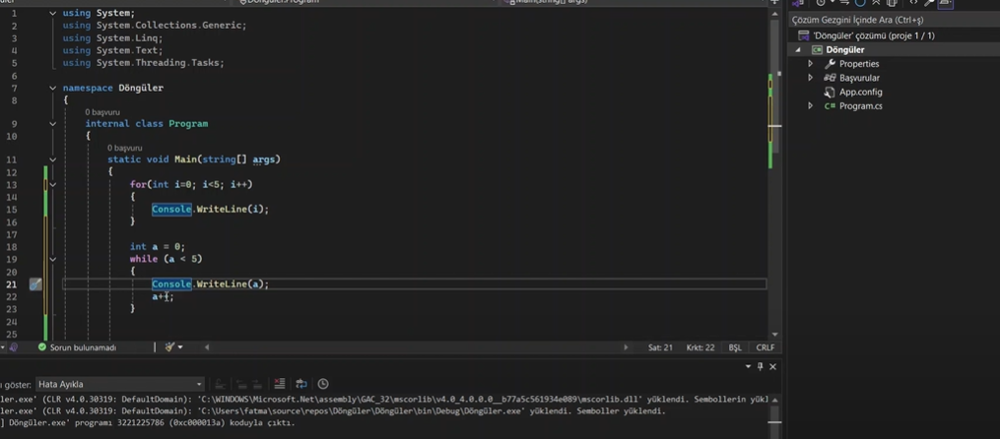 Program
Main(string[] args)
1 using System;
2 using System.Collections.Generic;
3 using System.Linq;
4 using System.Text;
5 using System.Threading.Tasks;
6
7 namespace Döngüler
8 {
0 başvuru
9 internal class Program
10 {
0 başvuru
11 static void Main(string[] args)
12 {
13 for(int i=0; i<5; i++)
14 {
15 Console.WriteLine(i);
16 }
17
18 int a = 0;
19 while (a < 5)
20 {
21 Console.WriteLine(a);
22 a++;
23 }
24
25
Sorun bulunamadı
Sat: 21 Krkt: 22 BŞL CRLF
Çözüm Gezgini İçinde Ara (Ctrl+ş)
'Döngüler' çözümü (proje 1 / 1)
Döngüler
Properties
Başvurular
App.config
Program.cs
göster: Hata Ayıkla
ler.exe' (CLR v4.0.30319: DefaultDomain): 'C:\WINDOWS\Microsoft.Net\assembly\GAC_32\mscorlib\v4.0_4.0.0.0__b77a5c561934e089\mscorlib.dll' yüklendi. Sembollerin yükl
ler.exe' (CLR v4.0.30319: DefaultDomain): 'C:\Users\fatma\source\repos\Döngüler\Döngüler\bin\Debug\Döngüler.exe' yüklendi. Semboller yüklendi.
] Döngüler.exe' programı 3221225786 (0xc000013a) koduyla çıktı.